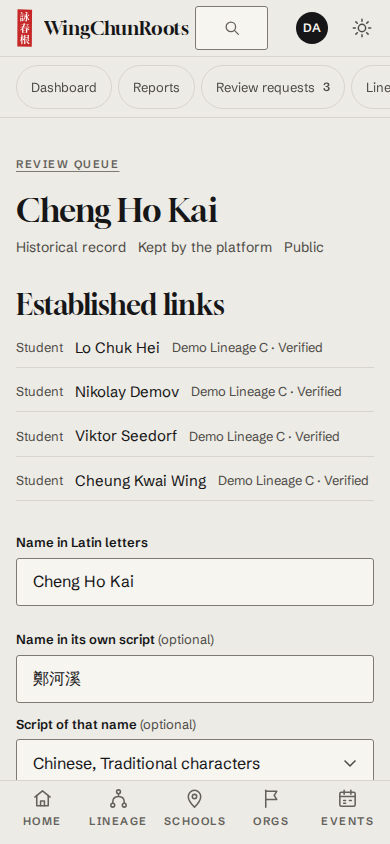 詠春根
WingChunRoots
DA
Dashboard
Reports
Review requests 3
Line
REVIEW QUEUE
Cheng Ho Kai
Historical record Kept by the platform Public
Established links
Student Lo Chuk Hei Demo Lineage C · Verified
Student Nikolay Demov Demo Lineage C · Verified
Student Viktor Seedorf Demo Lineage C · Verified
Student Cheung Kwai Wing Demo Lineage C · Verified
Name in Latin letters
Cheng Ho Kai
Name in its own script (optional)
鄭河溪
Script of that name (optional)
Chinese, Traditional characters
HOME LINEAGE SCHOOLS ORGS EVENTS